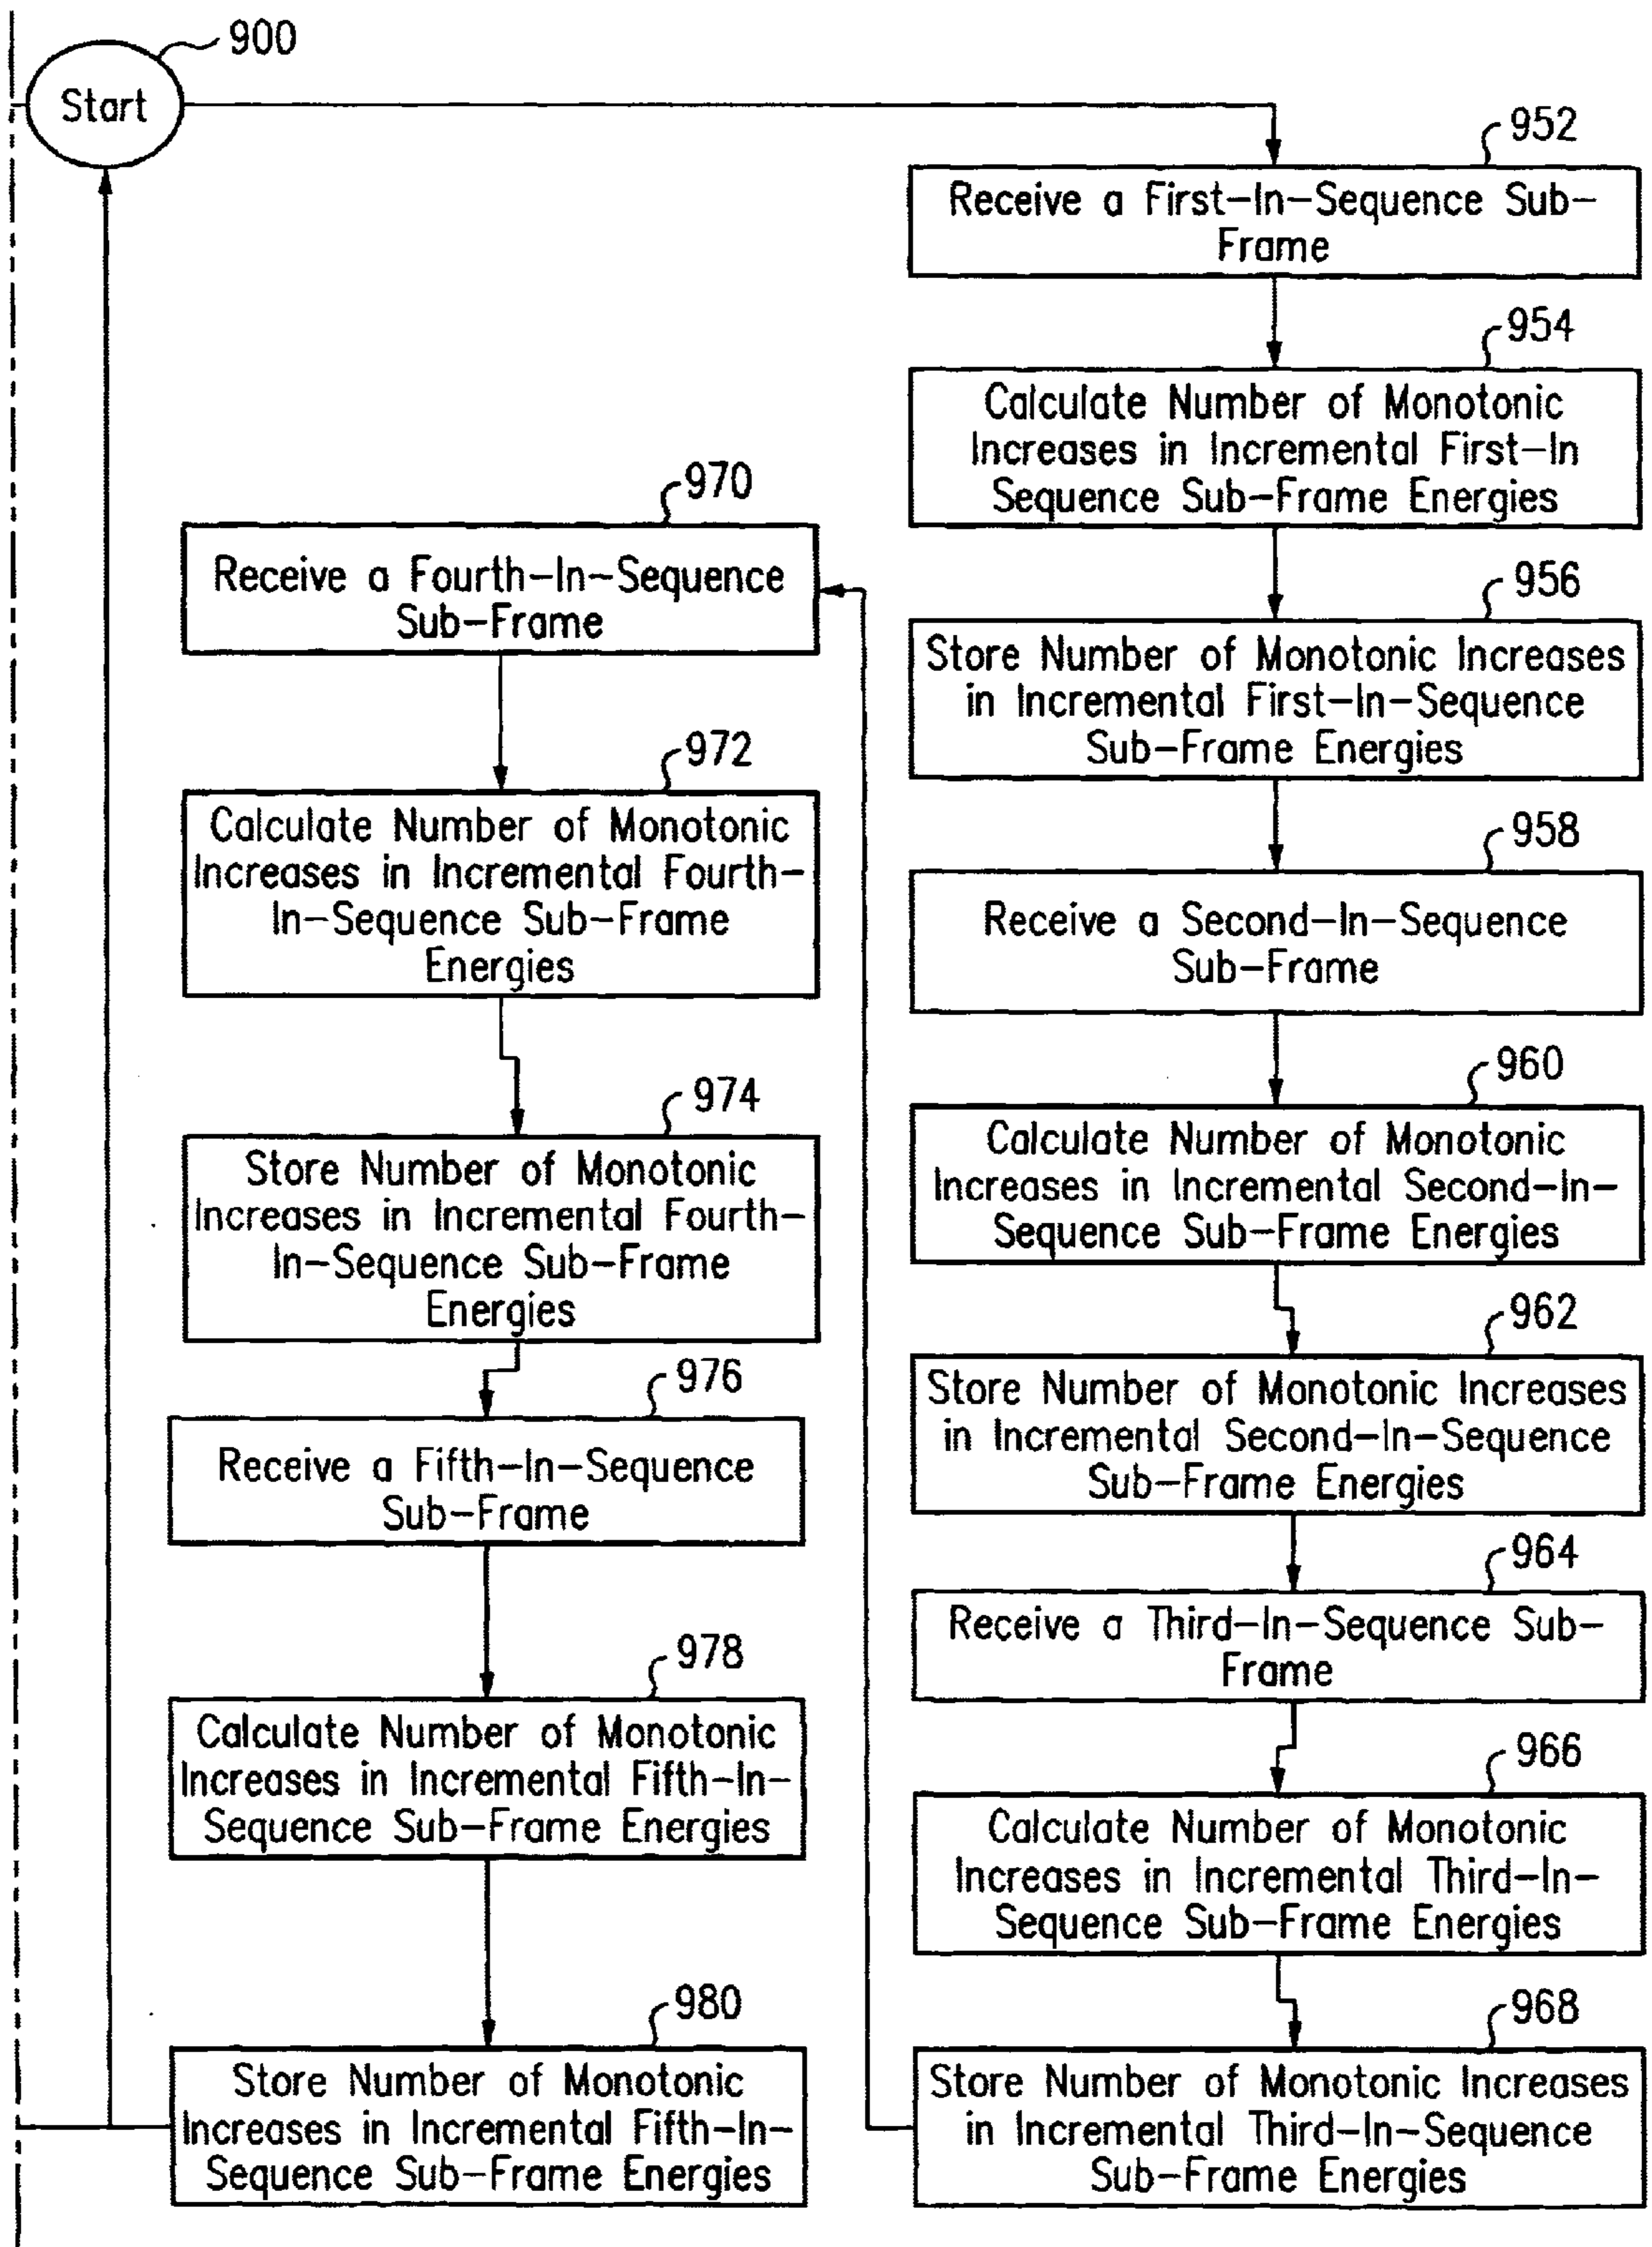 900
Start
952
Receive a First-In-Sequence Sub-
Frame
954
Calculate Number of Monotonic
Increases in Incremental First-In
Sequence Sub-Frame Energies
956
Store Number of Monotonic Increases
in Incremental First-In-Sequence
Sub-Frame Energies
958
Receive a Second-In-Sequence
Sub-Frame
960
Calculate Number of Monotonic
Increases in Incremental Second-In-
Sequence Sub-Frame Energies
962
Store Number of Monotonic Increases
in Incremental Second-In-Sequence
Sub-Frame Energies
964
Receive a Third-In-Sequence Sub-
Frame
966
Calculate Number of Monotonic
Increases in Incremental Third-In-
Sequence Sub-Frame Energies
968
Store Number of Monotonic Increases
in Incremental Third-In-Sequence
Sub-Frame Energies
970
Receive a Fourth-In-Sequence
Sub-Frame
972
Calculate Number of Monotonic
Increases in Incremental Fourth-
In-Sequence Sub-Frame
Energies
974
Store Number of Monotonic
Increases in Incremental Fourth-
In-Sequence Sub-Frame
Energies
976
Receive a Fifth-In-Sequence
Sub-Frame
978
Calculate Number of Monotonic
Increases in Incremental Fifth-In-
Sequence Sub-Frame Energies
980
Store Number of Monotonic
Increases in Incremental Fifth-In-
Sequence Sub-Frame Energies